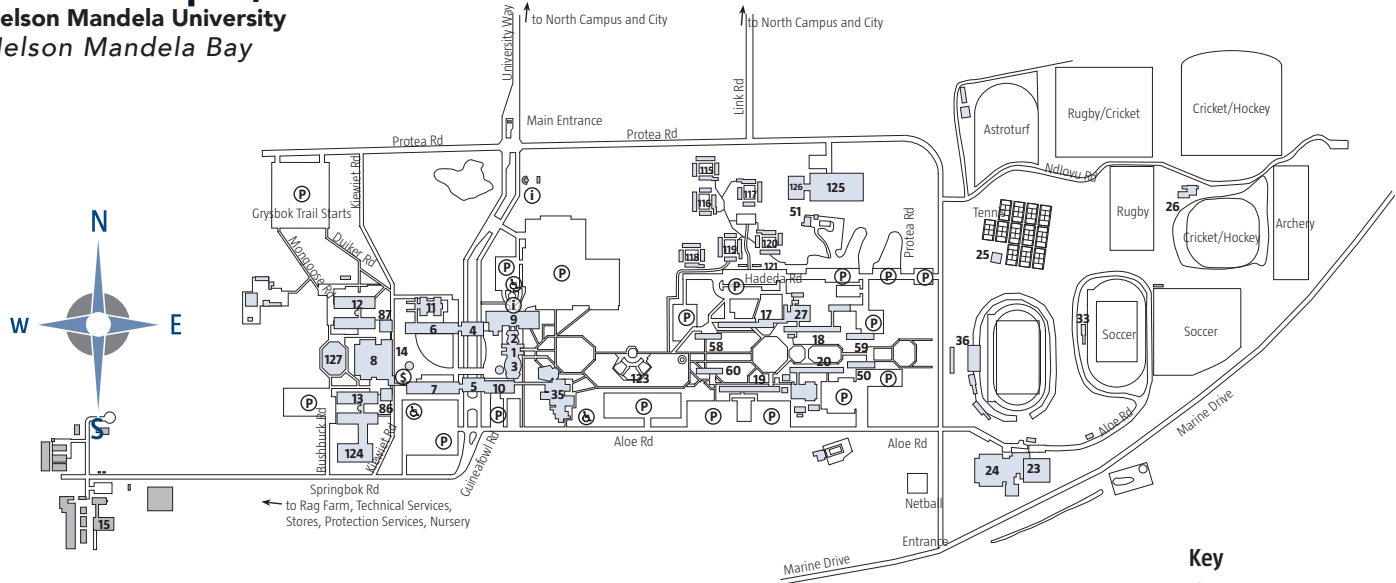 elson Mandela University
elson Mandela Bay
to North Campus and City
to North Campus and City
University Way
Link Rd
Main Entrance
Protea Rd
Protea Rd
Astroturf
Rugby/Cricket
Cricket/Hockey
Ndlovu Rd
Kiewiet Rd
P
Grysbok Trail Starts
i
115
116
117
126
125
51
Tennis
Rugby
26
Cricket/Hockey
Archery
25
Protea Rd
N
W
E
S
Mongoose Rd
Duiker Rd
P
P
118
119
120
121
Hadeda Rd
P
P
P
P
12
87
11
i
9
P
17
27
P
33
Soccer
Soccer
6
4
2
1
3
58
18
59
36
127
8
14
$
123
60
19
20
50
P
7
5
10
35
13
86
P
P
P
P
P
P
P
124
Bushbuck Rd
Kiewiet Rd
Guineafowl Rd
Aloe Rd
Aloe Rd
Aloe Rd
Marine Drive
24
23
Netball
Springbok Rd
to Rag Farm, Technical Services,
Stores, Protection Services, Nursery
15
Entrance
Marine Drive
Key